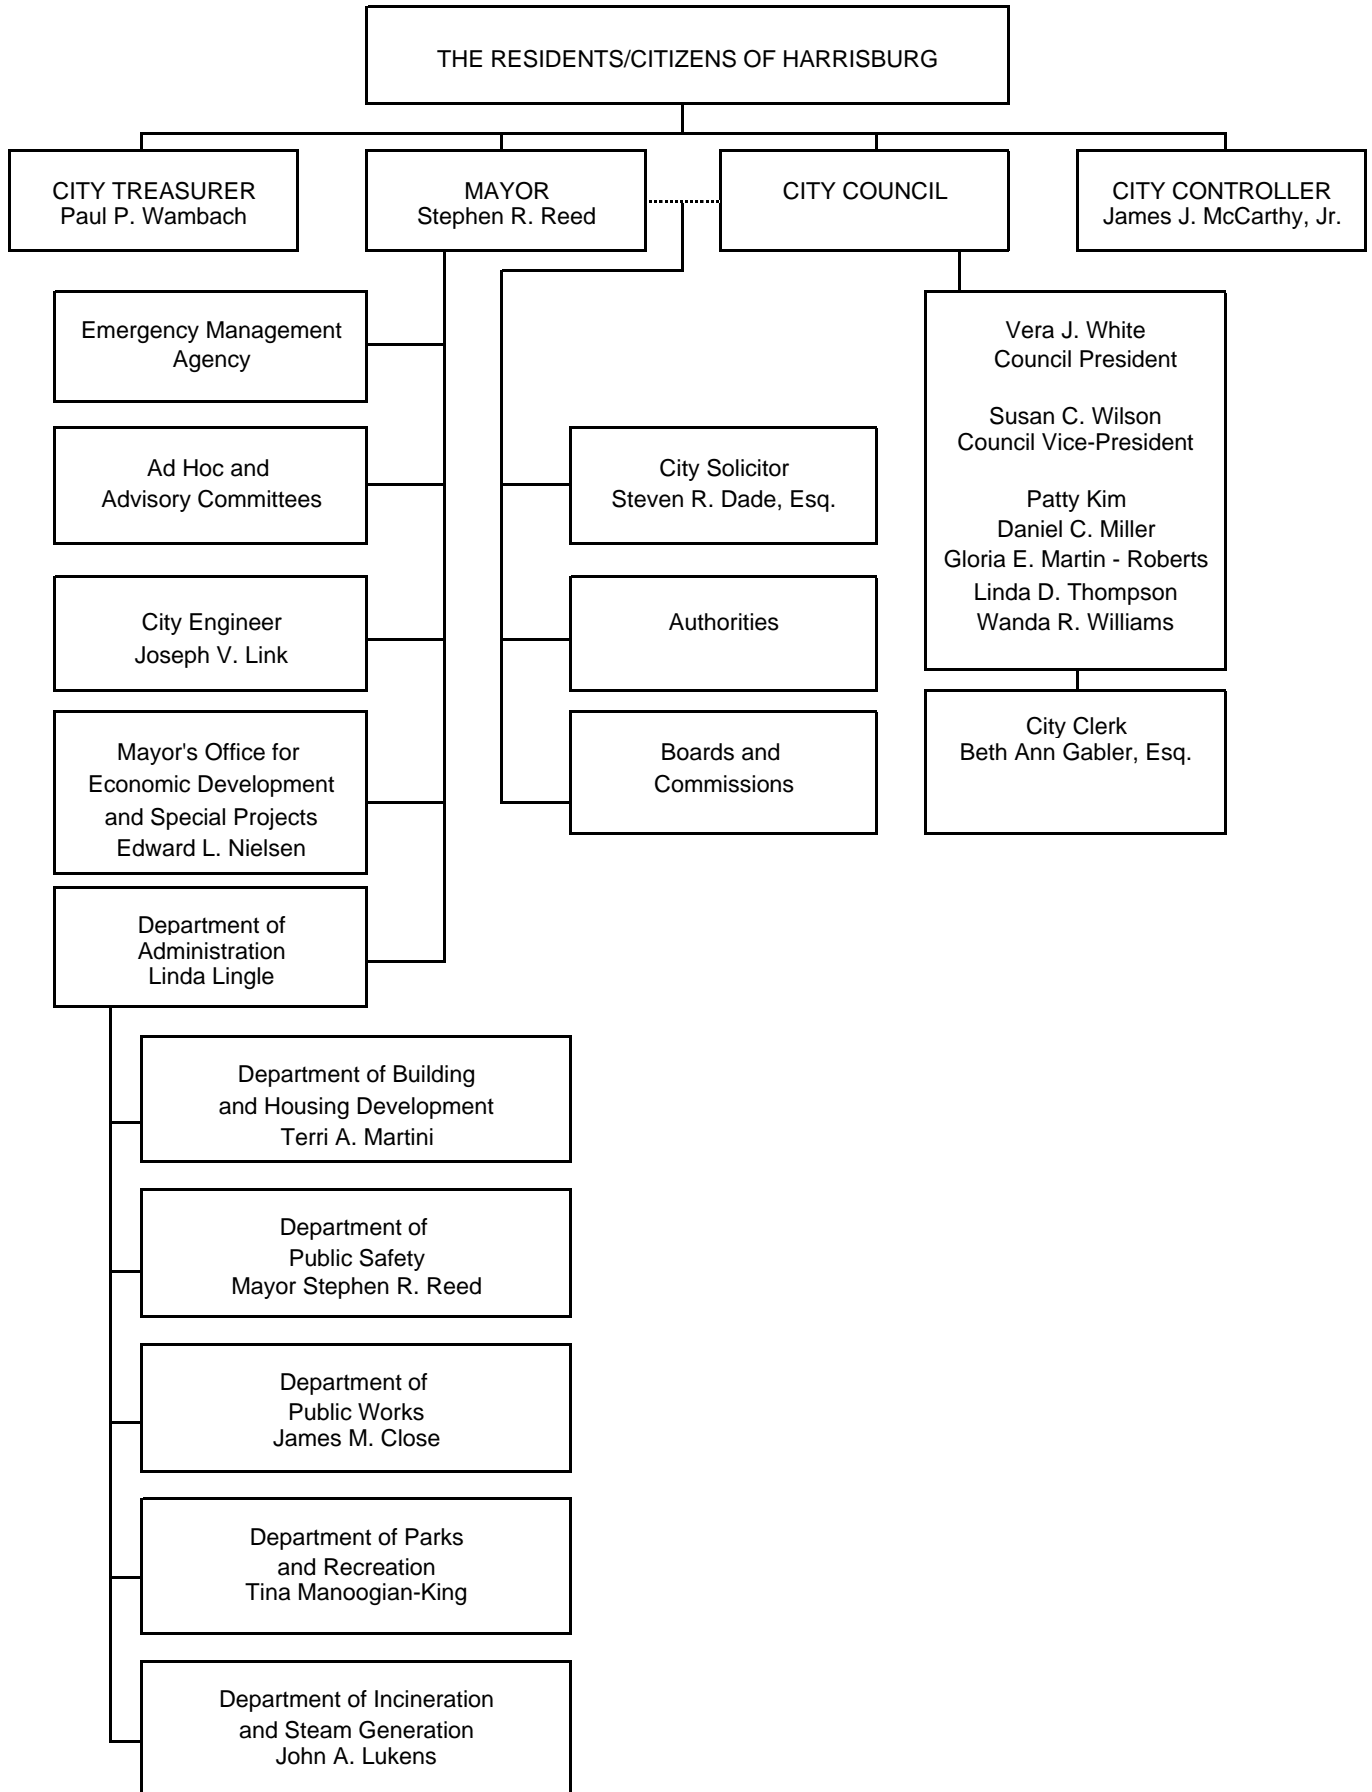 THE RESIDENTS/CITIZENS OF HARRISBURG
CITY TREASURER
Paul P. Wambach
MAYOR
Stephen R. Reed
CITY COUNCIL
CITY CONTROLLER
James J. McCarthy, Jr.
Emergency Management
Agency
Ad Hoc and
Advisory Committees
City Engineer
Joseph V. Link
Mayor's Office for
Economic Development
and Special Projects
Edward L. Nielsen
Department of
Administration
Linda Lingle
City Solicitor
Steven R. Dade, Esq.
Authorities
Boards and
Commissions
Vera J. White
Council President
Susan C. Wilson
Council Vice-President
Patty Kim
Daniel C. Miller
Gloria E. Martin - Roberts
Linda D. Thompson
Wanda R. Williams
City Clerk
Beth Ann Gabler, Esq.
Department of Building
and Housing Development
Terri A. Martini
Department of
Public Safety
Mayor Stephen R. Reed
Department of
Public Works
James M. Close
Department of Parks
and Recreation
Tina Manoogian-King
Department of Incineration
and Steam Generation
John A. Lukens